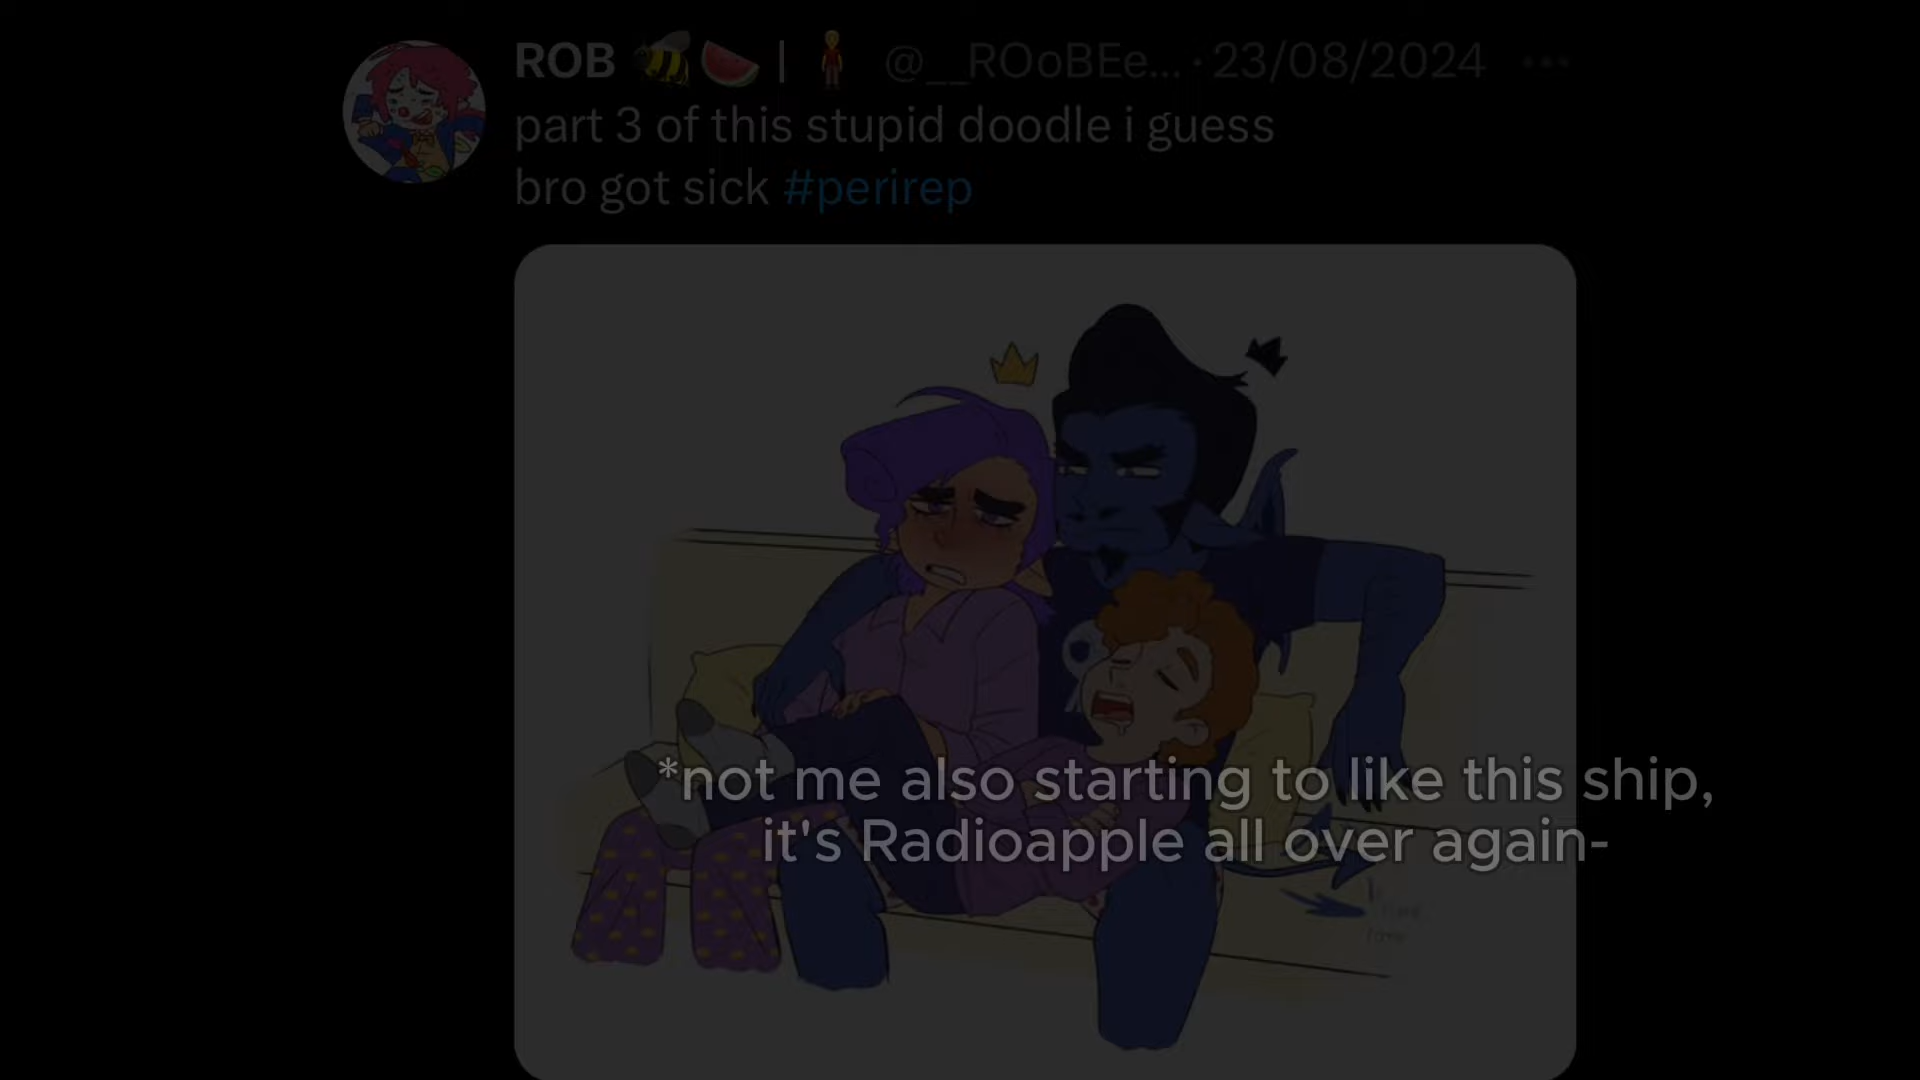 ROB 🐝🍉 | 🧍 @__ROoBEe... · 23/08/2024 ...
part 3 of this stupid doodle i guess
bro got sick #perirep
*not me also starting to like this ship,
it's Radioapple all over again-